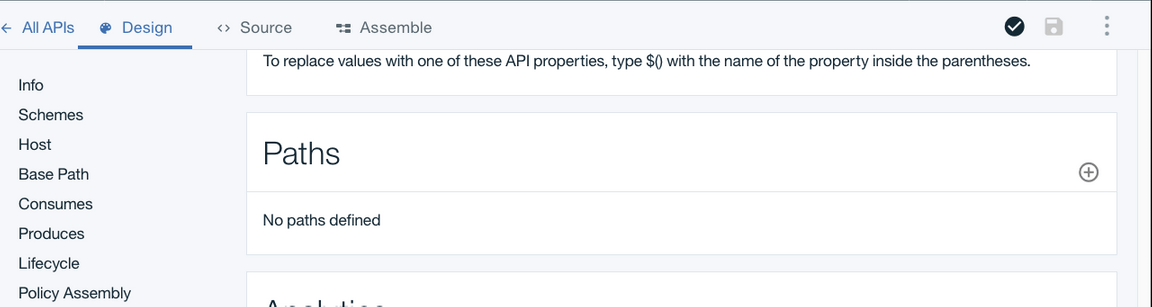 All APIs Design Source Assemble
To replace values with one of these API properties, type $() with the name of the property inside the parentheses.
Info
Schemes
Host
Base Path
Consumes
Produces
Lifecycle
Policy Assembly
Paths
No paths defined
Analytics